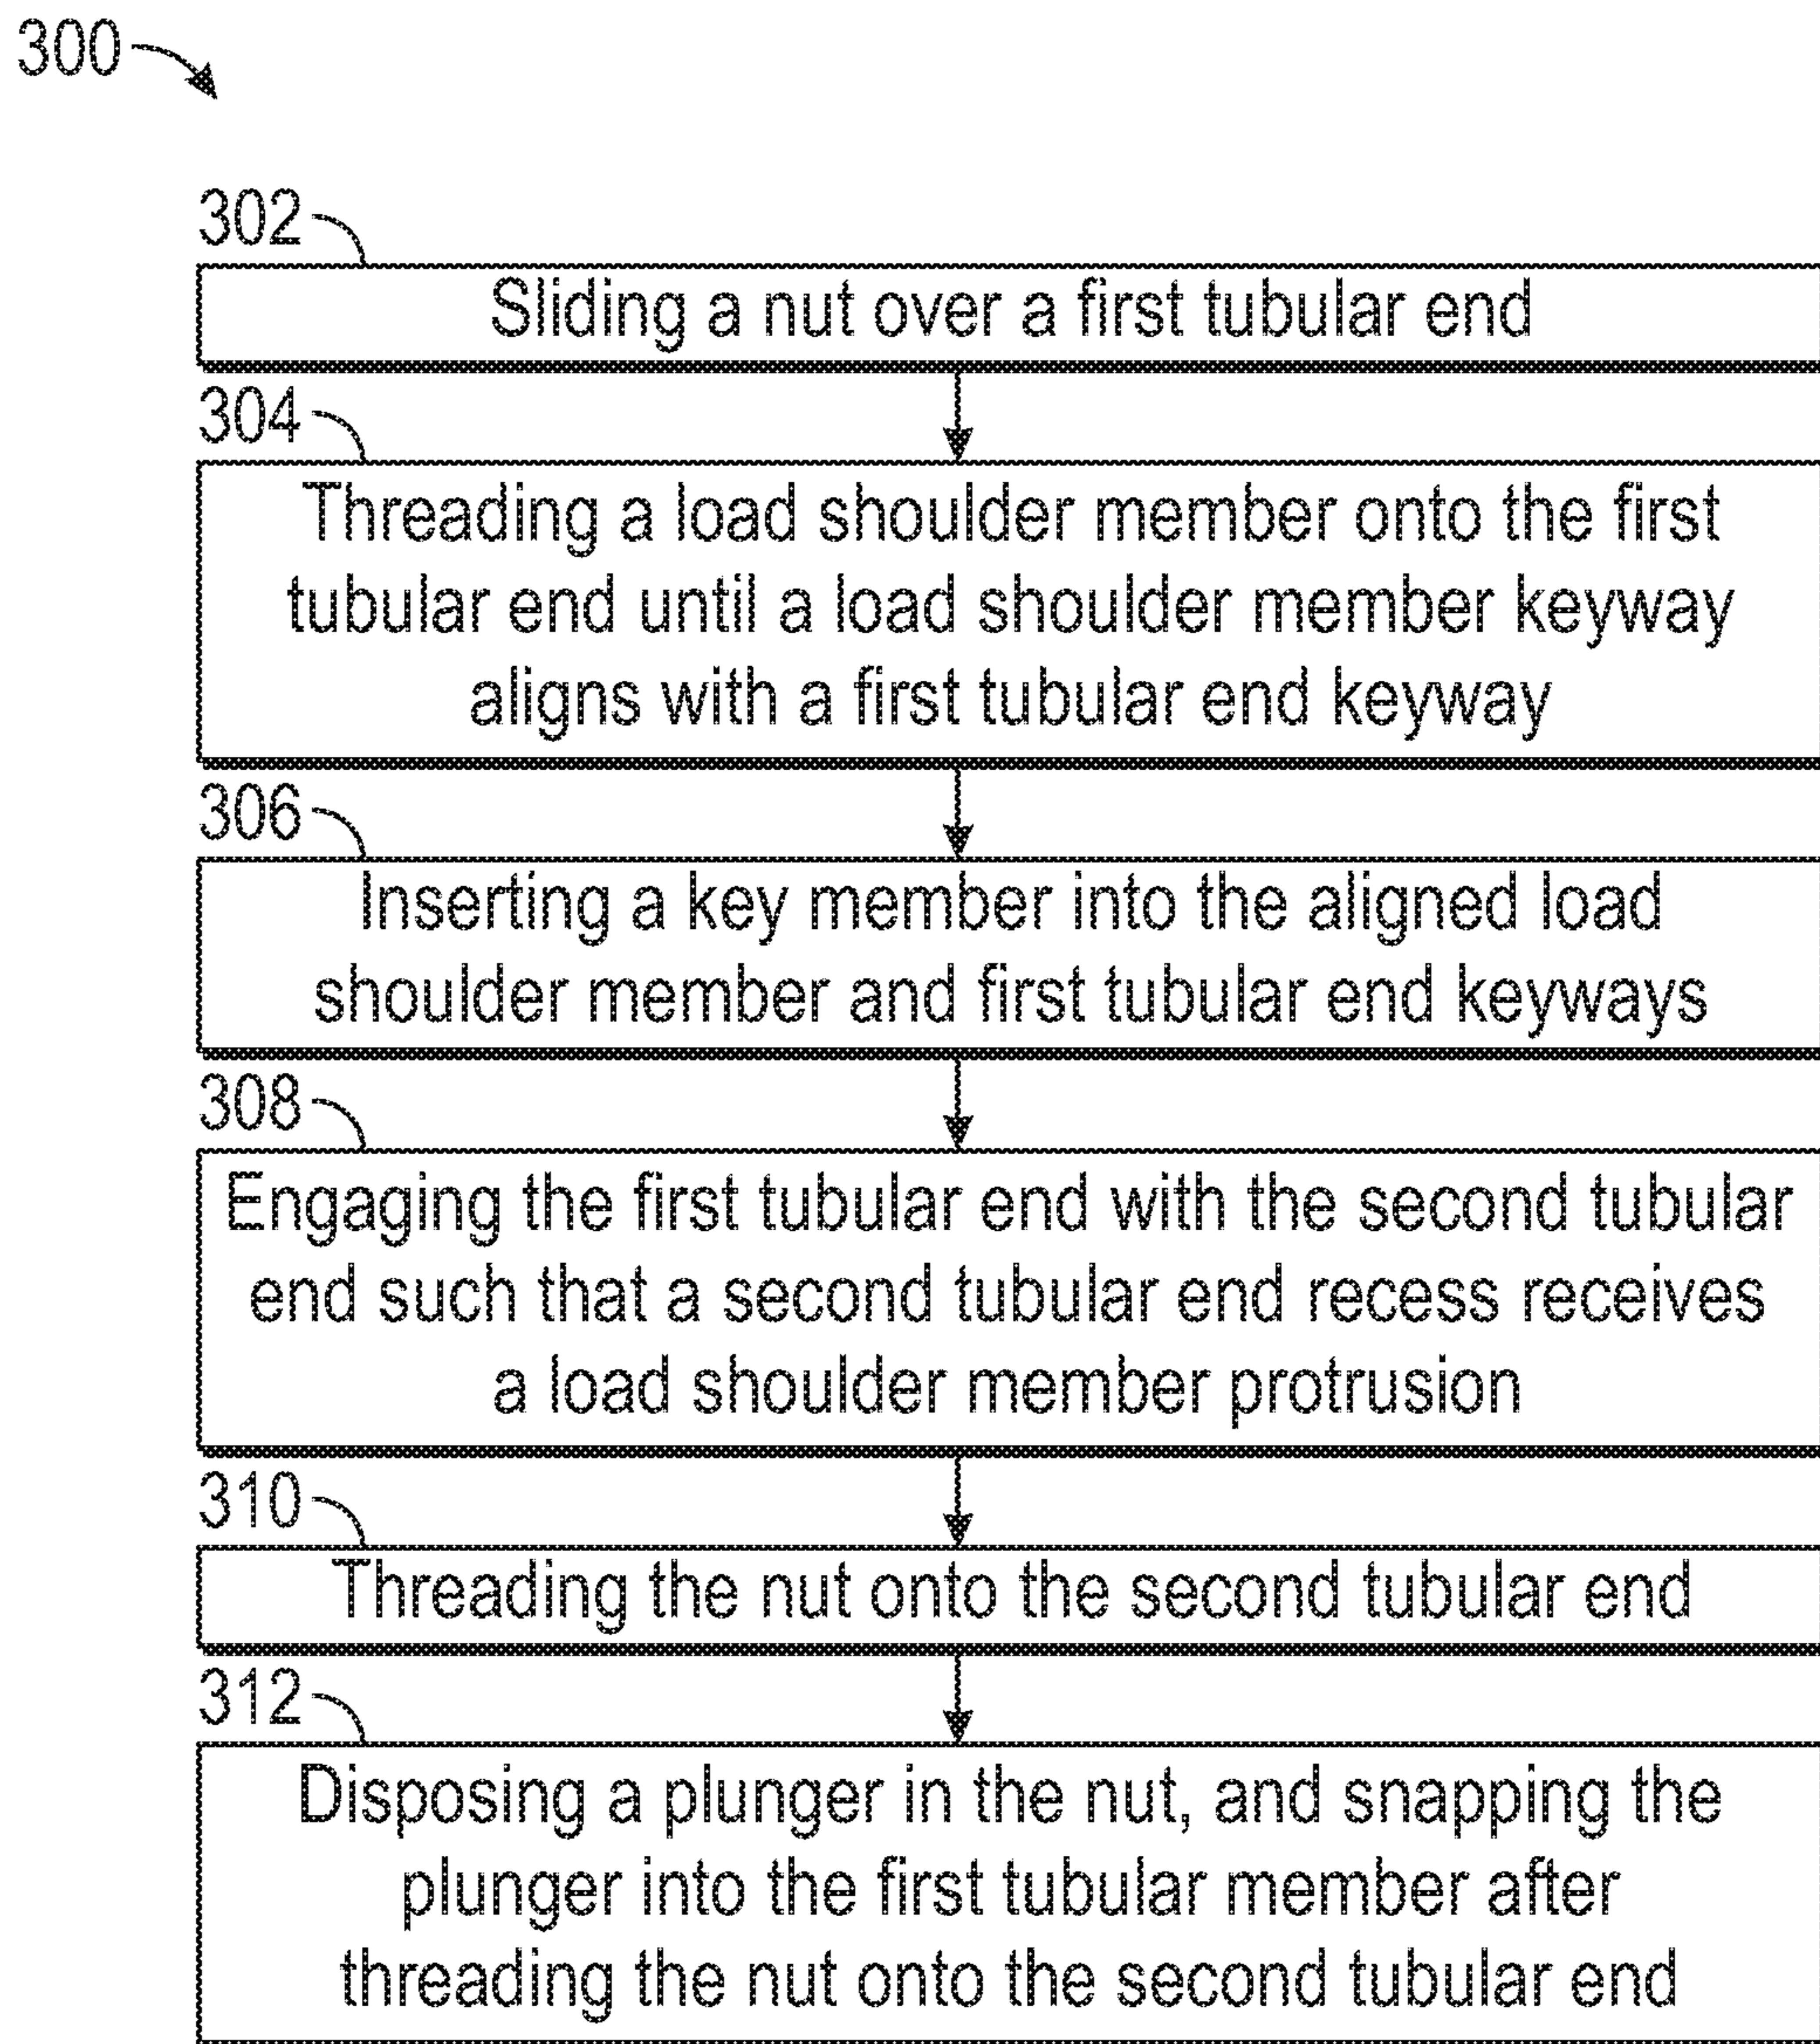 300
302
Sliding a nut over a first tubular end
304
Threading a load shoulder member onto the first
tubular end until a load shoulder member keyway
aligns with a first tubular end keyway
306
Inserting a key member into the aligned load
shoulder member and first tubular end keyways
308
Engaging the first tubular end with the second tubular
end such that a second tubular end recess receives
a load shoulder member protrusion
310
Threading the nut onto the second tubular end
312
Disposing a plunger in the nut, and snapping the
plunger into the first tubular member after
threading the nut onto the second tubular end